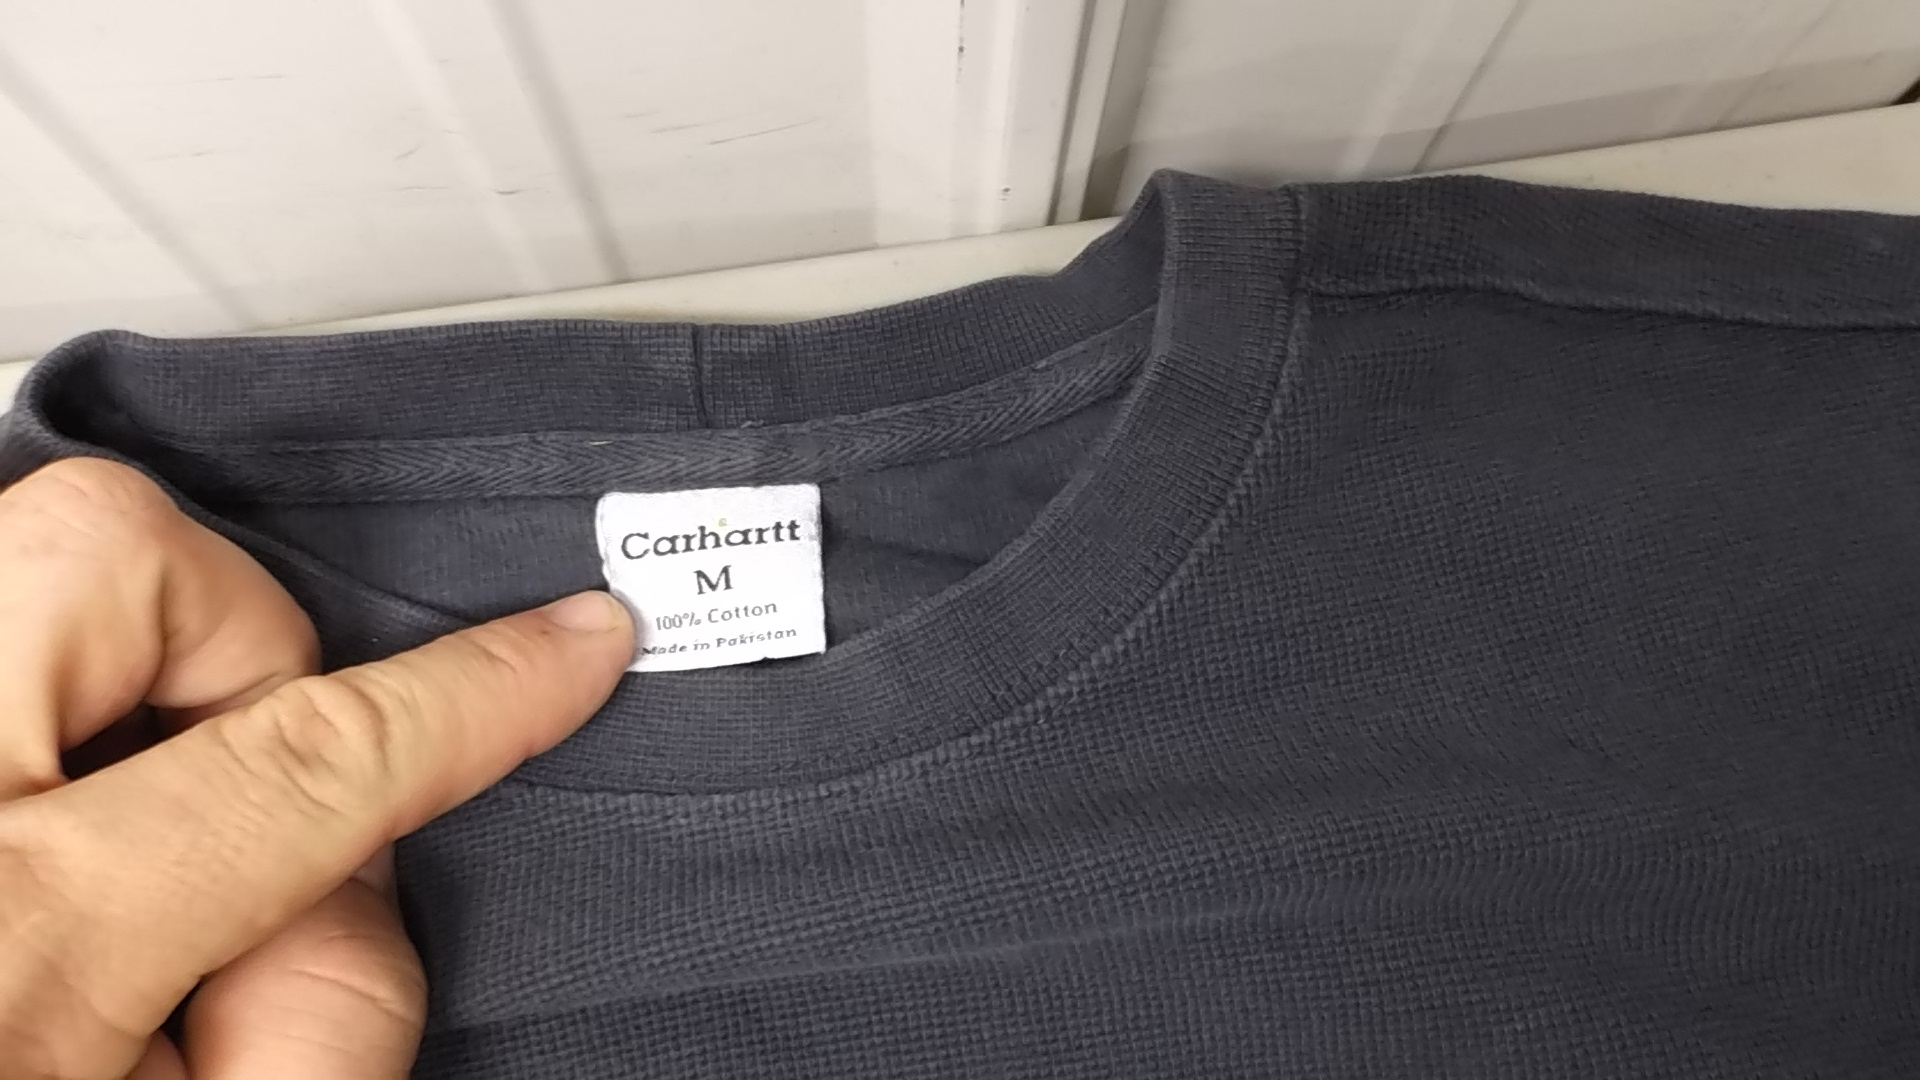 Carhartt
M
100% Cotton
Made in Pakistan